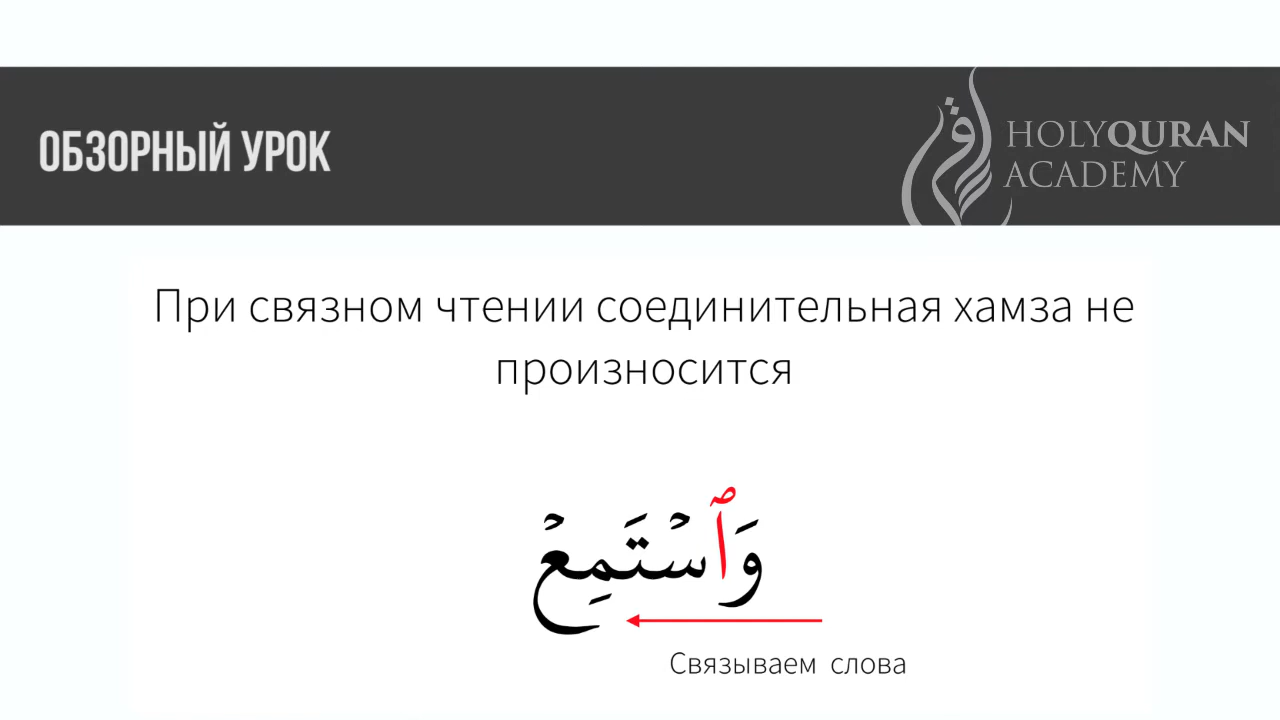 ОБЗОРНЫЙ УРОК
HOLYQURAN
ACADEMY
При связном чтении соединительная хамза не
произносится
وَٱسْتَمِعْ
Связываем слова